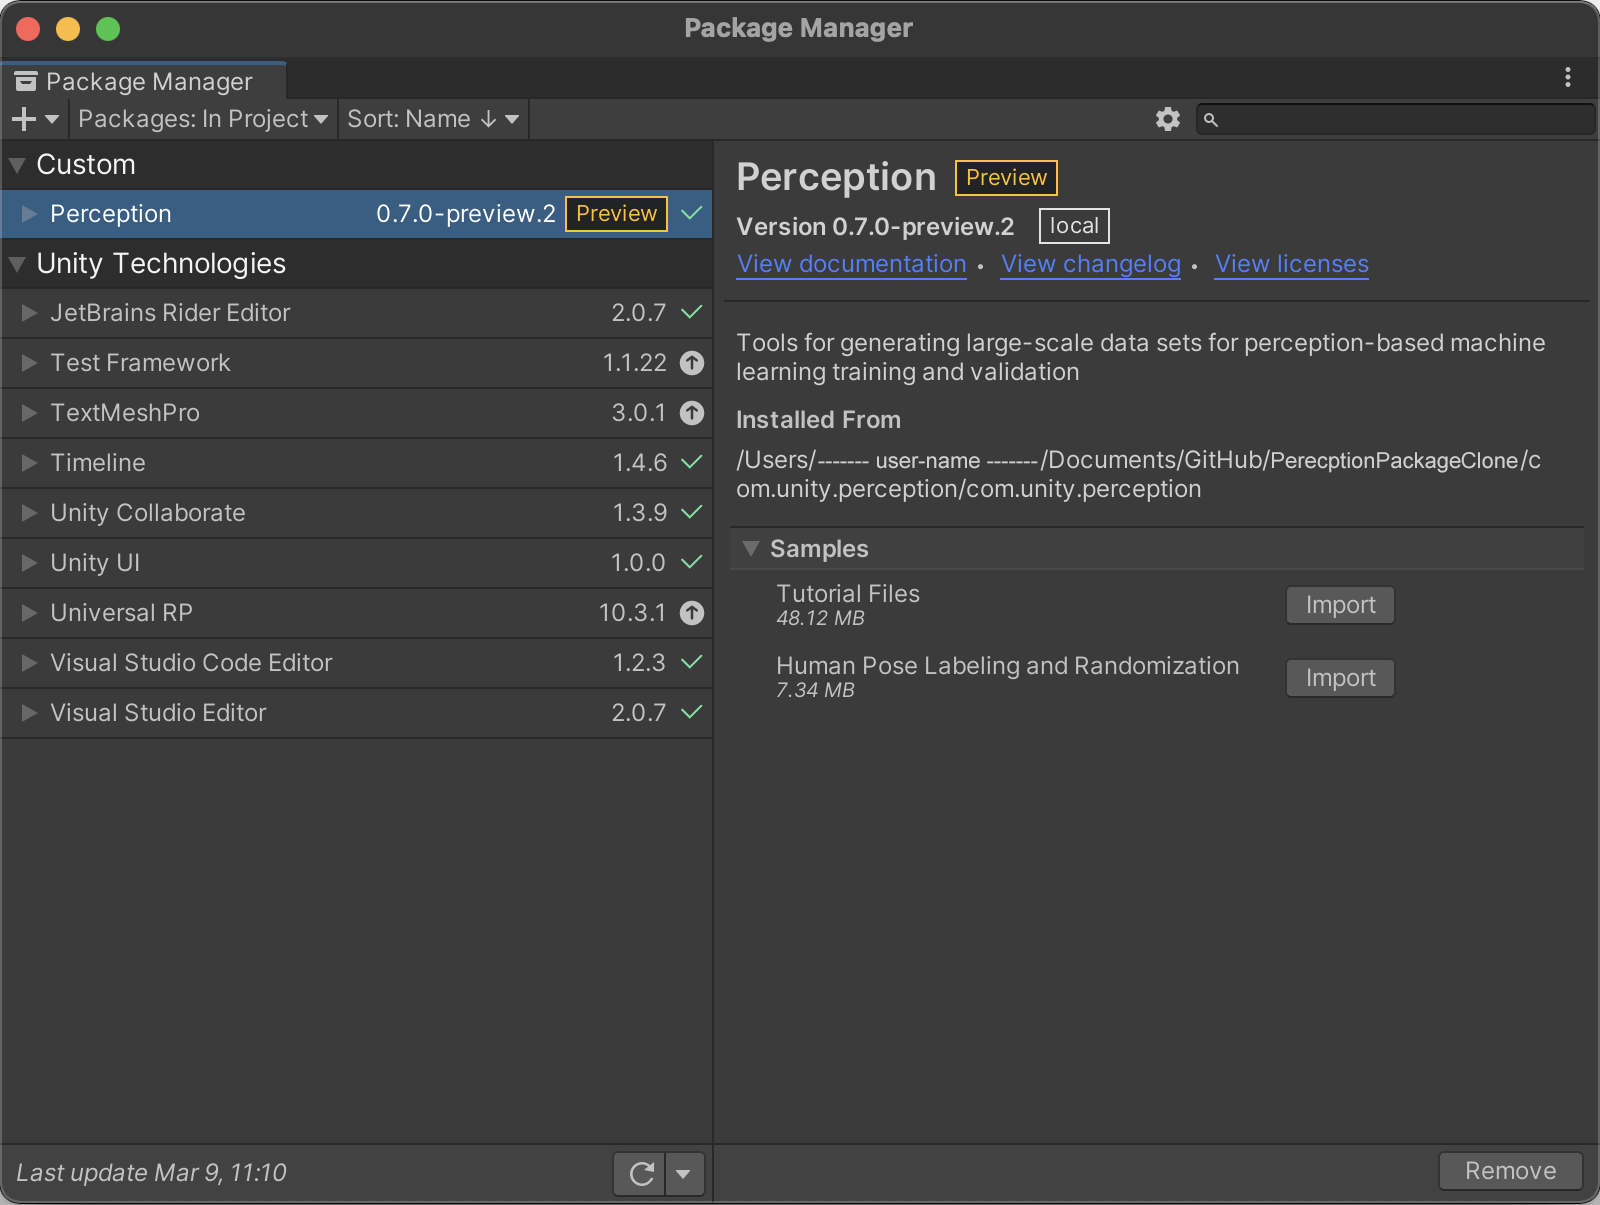 Package Manager
Package Manager
Packages: In Project
Sort: Name ↓
Custom
Perception 0.7.0-preview.2 Preview
Unity Technologies
JetBrains Rider Editor 2.0.7
Test Framework 1.1.22
TextMeshPro 3.0.1
Timeline 1.4.6
Unity Collaborate 1.3.9
Unity UI 1.0.0
Universal RP 10.3.1
Visual Studio Code Editor 1.2.3
Visual Studio Editor 2.0.7
Last update Mar 9, 11:10
Perception Preview
Version 0.7.0-preview.2 local
View documentation • View changelog • View licenses
Tools for generating large-scale data sets for perception-based machine
learning training and validation
Installed From
/Users/------- user-name -------/Documents/GitHub/PerecptionPackageClone/c
om.unity.perception/com.unity.perception
Samples
Tutorial Files Import
48.12 MB
Human Pose Labeling and Randomization Import
7.34 MB
Remove